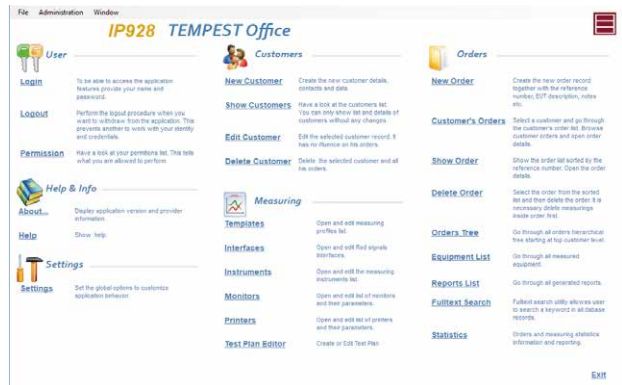 File Administration Window
IP928 TEMPEST Office
User
Login
To be able to access the application
features provide your name and
password.
Logout
Perform the logout procedure when you
want to withdraw from the application. This
prevents another to work with your identity
and credentials.
Permission
Have a look at your permitions list. This tells
what you are allowed to perform.
Help & Info
About...
Display application version and provider
information.
Help
Show help.
Settings
Settings
Set the global options to customize
application behavior.
Customers
New Customer
Create the new customer details,
contacts and data.
Show Customers
Have a look at the customers list.
You can only show list and details of
customers without any changes.
Edit Customer
Edit the selected customer record. It
has no fluence on his orders.
Delete Customer
Delete the selected customer and all
his orders.
Measuring
Templates
Open and edit measuring
profiles list.
Interfaces
Open and edit Red signals
interfaces.
Instruments
Open and edit the measuring
instruments list.
Monitors
Open and edit list of monitors
and their parameters.
Printers
Open and edit list of printers
and their parameters.
Test Plan Editor
Create or Edit Test Plan
Orders
New Order
Create the new order record
together with the reference
number, EUT description, notes
etc.
Customer's Orders
Select a customer and go through
the customer's order list. Browse
customer orders and open order
details.
Show Order
Show the order list sorted by the
reference number. Open the order
details.
Delete Order
Select the order from the sorted
list and then delete the order. It is
necessary delete measurings
inside order first.
Orders Tree
Go through all orders hierarchical
tree starting at top customer level.
Equipment List
Go through all measured
equipment.
Reports List
Go through all generated reports.
Fulltext Search
Fulltext search utility allowes user
to search a keyword in all dabase
records.
Statistics
Orders and measuring statistics
information and reporting.
Exit